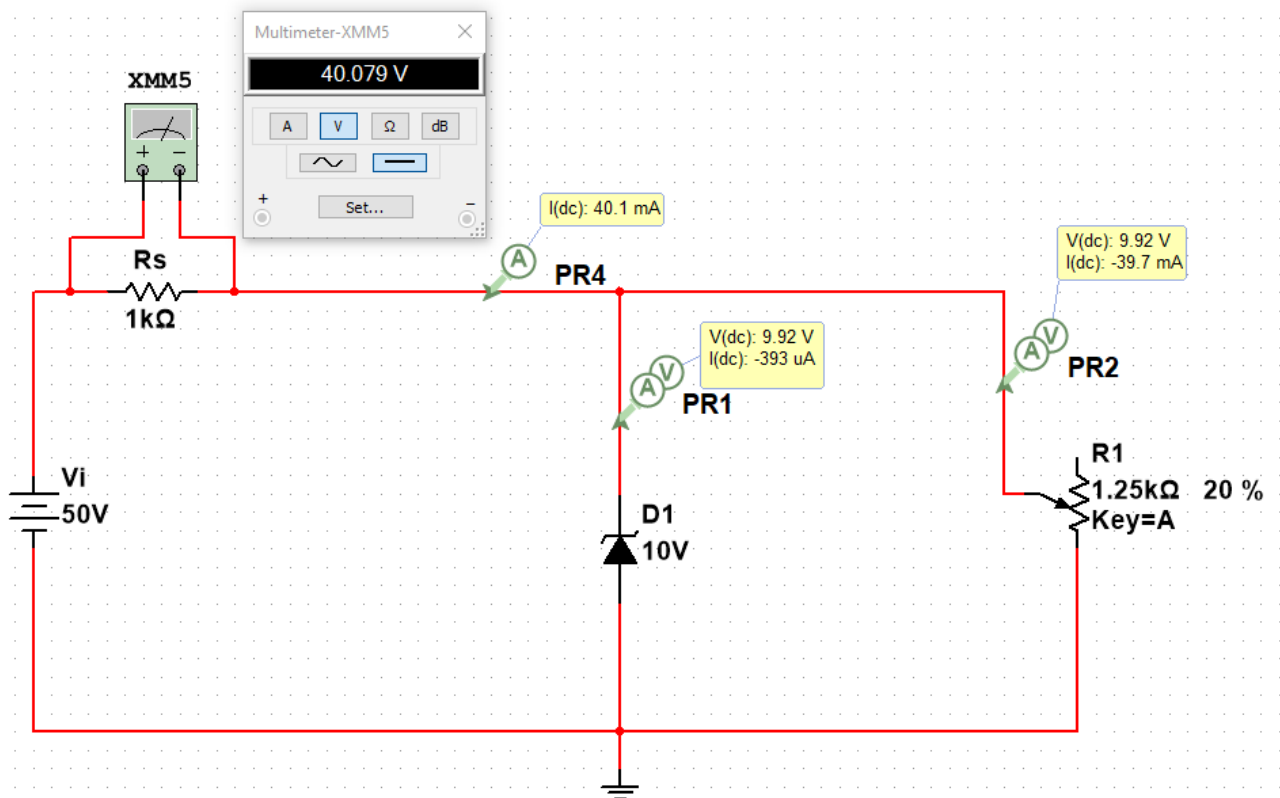 Multimeter-XMM5
40.079 V
A
V
Ω
dB
+
−
Set...
XMM5
+
−
Rs
1kΩ
I(dc): 40.1 mA
A
PR4
V(dc): 9.92 V
I(dc): -393 uA
A
V
PR1
V(dc): 9.92 V
I(dc): -39.7 mA
A
V
PR2
Vi
50V
D1
10V
R1
1.25kΩ 20 %
Key=A